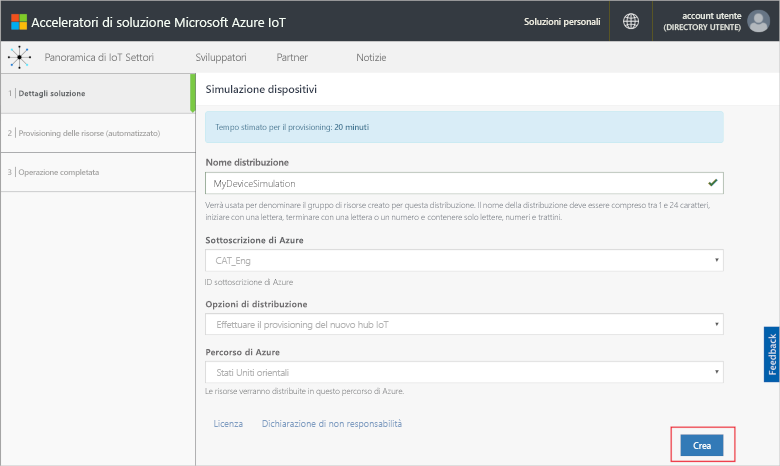 Acceleratori di soluzione Microsoft Azure IoT
Soluzioni personali
account utente
(DIRECTORY UTENTE)
Panoramica di IoT Settori
Sviluppatori
Partner
Notizie
1 | Dettagli soluzione
2 | Provisioning delle risorse (automatizzato)
3 | Operazione completata
Simulazione dispositivi
Tempo stimato per il provisioning: 20 minuti
Nome distribuzione
MyDeviceSimulation
Verrà usata per denominare il gruppo di risorse creato per questa distribuzione. Il nome della distribuzione deve essere compreso tra 1 e 24 caratteri,
iniziare con una lettera, terminare con una lettera o un numero e contenere solo lettere, numeri e trattini.
Sottoscrizione di Azure
CAT_Eng
ID sottoscrizione di Azure
Opzioni di distribuzione
Effettuare il provisioning del nuovo hub IoT
Percorso di Azure
Stati Uniti orientali
Le risorse verranno distribuite in questo percorso di Azure.
Licenza
Dichiarazione di non responsabilità
Crea
Feedback